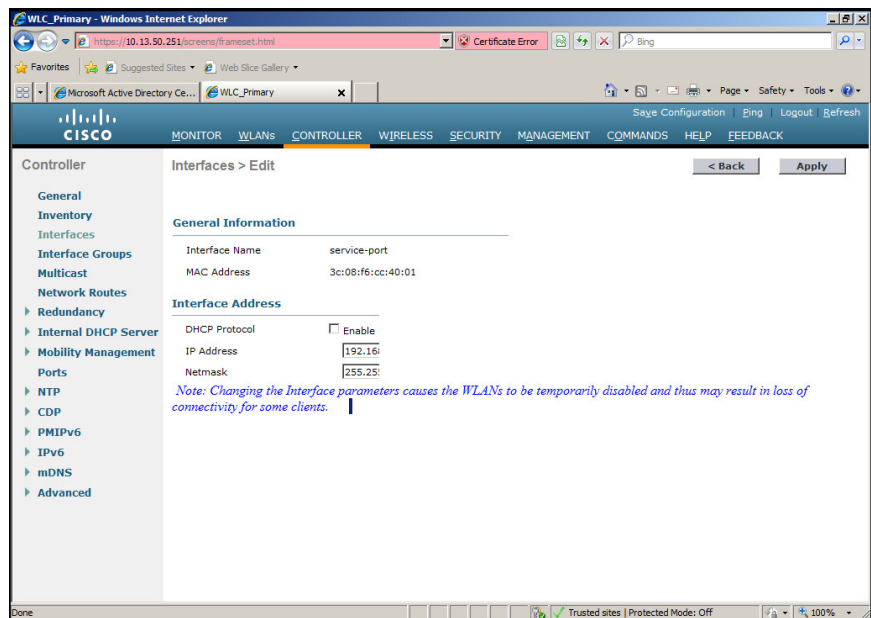 WLC_Primary - Windows Internet Explorer
https://10.13.50.251/screens/frameset.html
Certificate Error
Bing
Favorites
Suggested Sites
Web Slice Gallery
Microsoft Active Directory Ce...
WLC_Primary
Page
Safety
Tools
Save Configuration | Ping | Logout | Refresh
CISCO
MONITOR WLANs CONTROLLER WIRELESS SECURITY MANAGEMENT COMMANDS HELP FEEDBACK
Controller
General
Inventory
Interfaces
Interface Groups
Multicast
Network Routes
Redundancy
Internal DHCP Server
Mobility Management
Ports
NTP
CDP
PMIPv6
IPv6
mDNS
Advanced
Interfaces > Edit
< Back
Apply
General Information
Interface Name service-port
MAC Address 3c:08:f6:cc:40:01
Interface Address
DHCP Protocol Enable
IP Address 192.16
Netmask 255.25
Note: Changing the Interface parameters causes the WLANs to be temporarily disabled and thus may result in loss of
connectivity for some clients.
Done
Trusted sites | Protected Mode: Off
100%